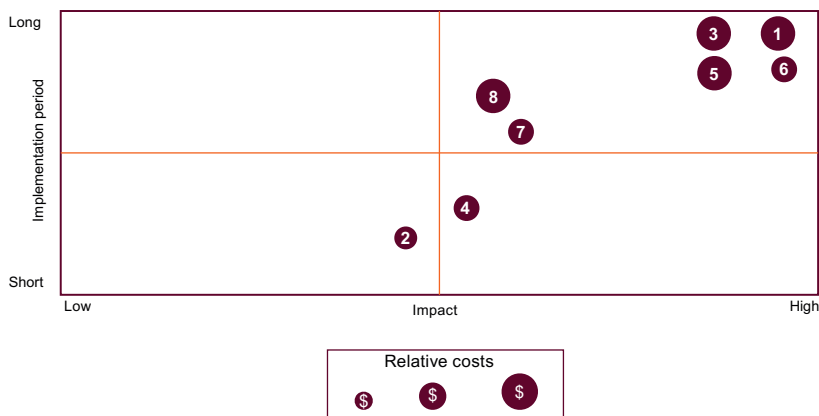 Long
3
1
5
6
8
7
Implementation period
4
2
Short
Low
Impact
High
Relative costs
$
$
$